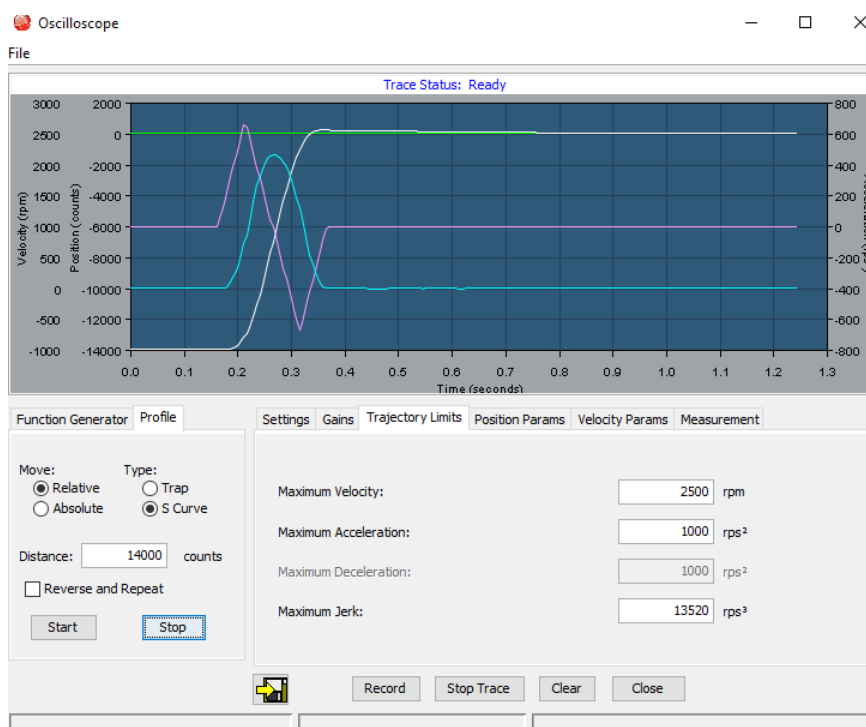 Oscilloscope
File
Trace Status: Ready
3000 2000 800
2500 0 600
2000 -2000 400
1500 -4000 200
1000 -6000 0
500 -8000 -200
0 -10000 -400
-500 -12000 -600
-1000 -14000 -800
Velocity (rpm)
Position (counts)
0.0 0.1 0.2 0.3 0.4 0.5 0.6 0.7 0.8 0.9 1.0 1.1 1.2 1.3
Time (seconds)
Function Generator Profile
Settings Gains Trajectory Limits Position Params Velocity Params Measurement
Move: Type:
Relative Trap
Absolute S Curve
Distance: 14000 counts
Reverse and Repeat
Start Stop
Maximum Velocity: 2500 rpm
Maximum Acceleration: 1000 rps²
Maximum Deceleration: 1000 rps²
Maximum Jerk: 13520 rps³
Record Stop Trace Clear Close